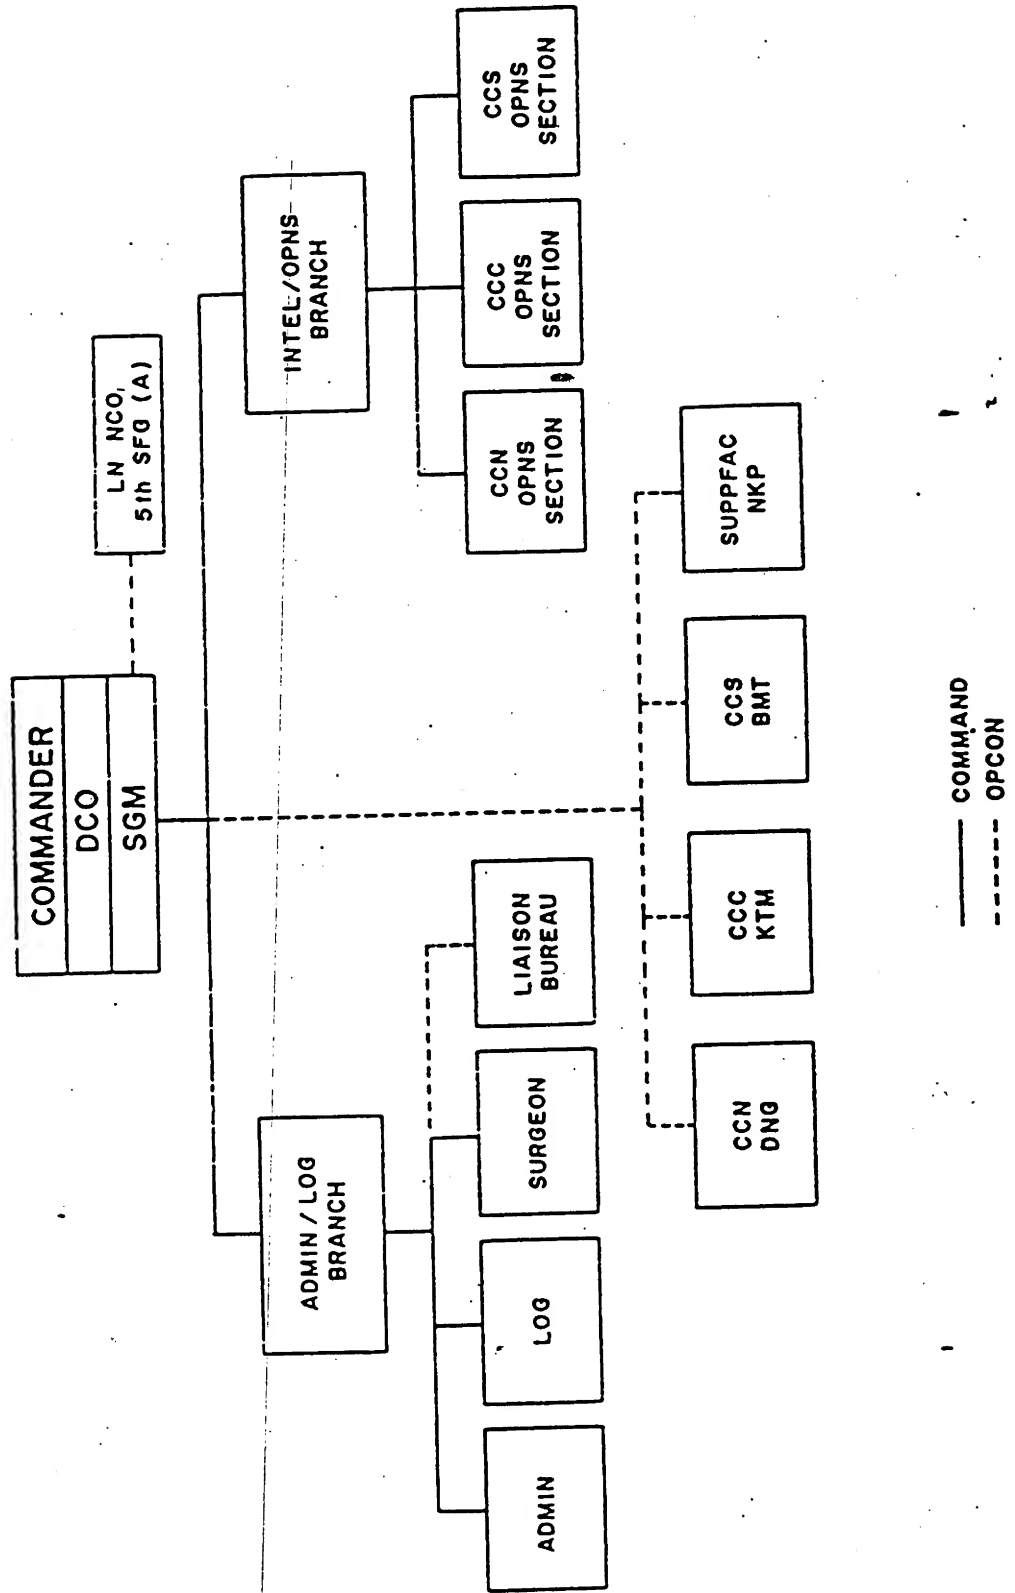 COMMANDER
DCO
SGM
LN NCO,
5th SFG (A)
ADMIN / LOG
BRANCH
INTEL/OPNS
BRANCH
ADMIN
LOG
SURGEON
LIAISON
BUREAU
CCN
OPNS
SECTION
CCC
OPNS
SECTION
CCS
OPNS
SECTION
CCN
DNG
CCC
KTM
CCS
BMT
SUPPFAC
NKP
COMMAND
OPCON